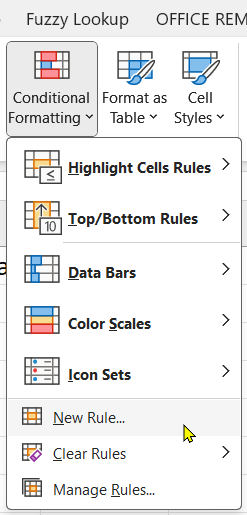 Fuzzy Lookup OFFICE REM
Conditional Formatting
Format as Table
Cell Styles
Highlight Cells Rules
Top/Bottom Rules
10
Data Bars
Color Scales
Icon Sets
New Rule...
Clear Rules
Manage Rules...